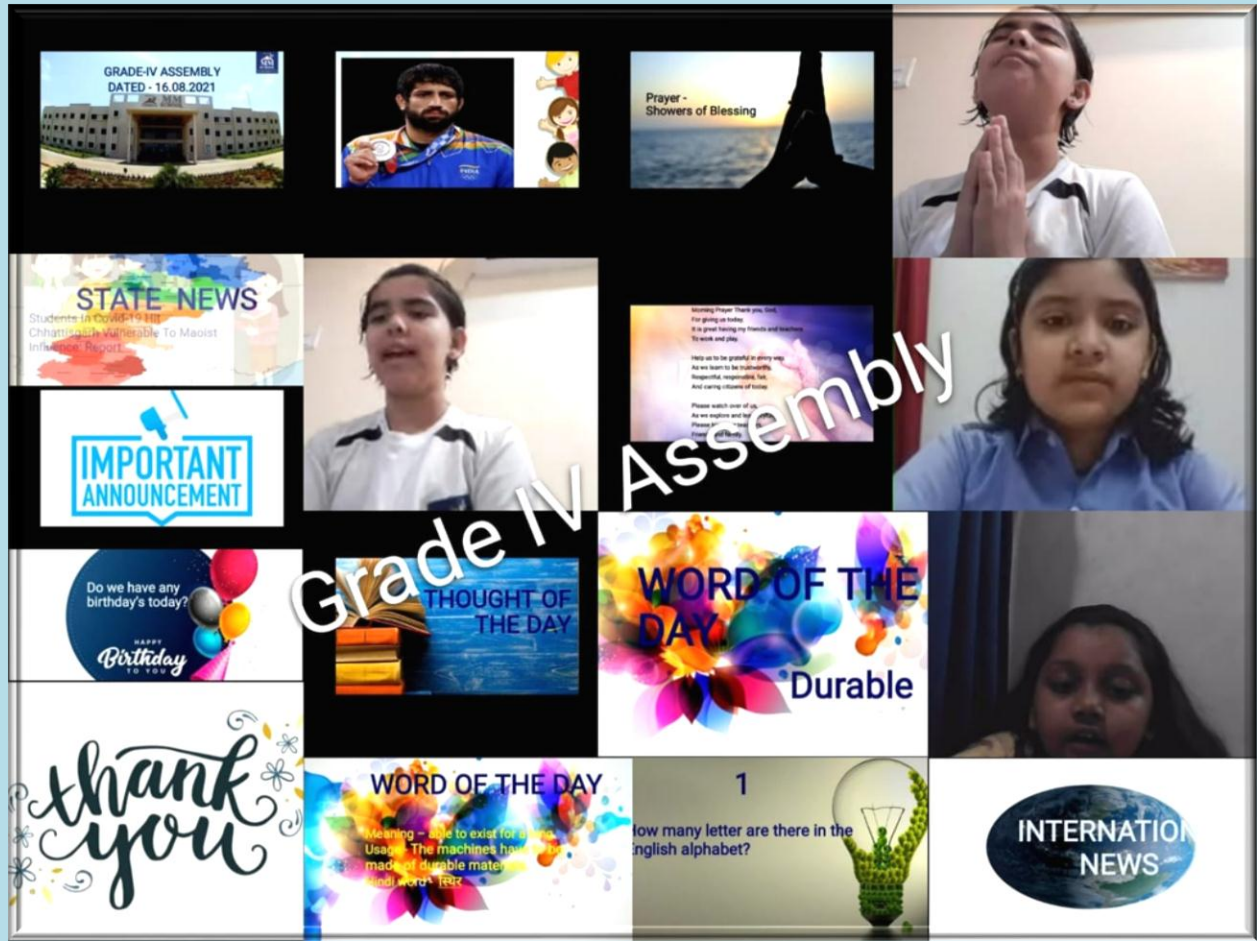 GRADE-IV ASSEMBLY
DATED - 16.08.2021
MM
SCHOOL
INDIA
Prayer -
Showers of Blessing
STATE NEWS
Students In Covid-19 Hit
Chhattisgarh Vulnerable To Maoist
Influence: Report
Morning Prayer Thank you, God,
For giving us today,
It is great having my friends and teachers
To work and play.
Help us to be grateful in every way,
As we learn to be trustworthy,
Respectful, responsible, fair,
And caring citizens of today.
Please watch over of us,
As we explore and
Please
family.
IMPORTANT
ANNOUNCEMENT
Grade IV Assembly
Do we have any
birthday's today?
HAPPY
Birthday
TO YOU
THOUGHT OF
THE DAY
WORD OF THE
DAY
Durable
thank
you
WORD OF THE DAY
Meaning – able to exist for a long
Usage - The machines have to be
made of durable
Hindi word - स्थिर
1
How many letter are there in the
English alphabet?
INTERNATION
NEWS